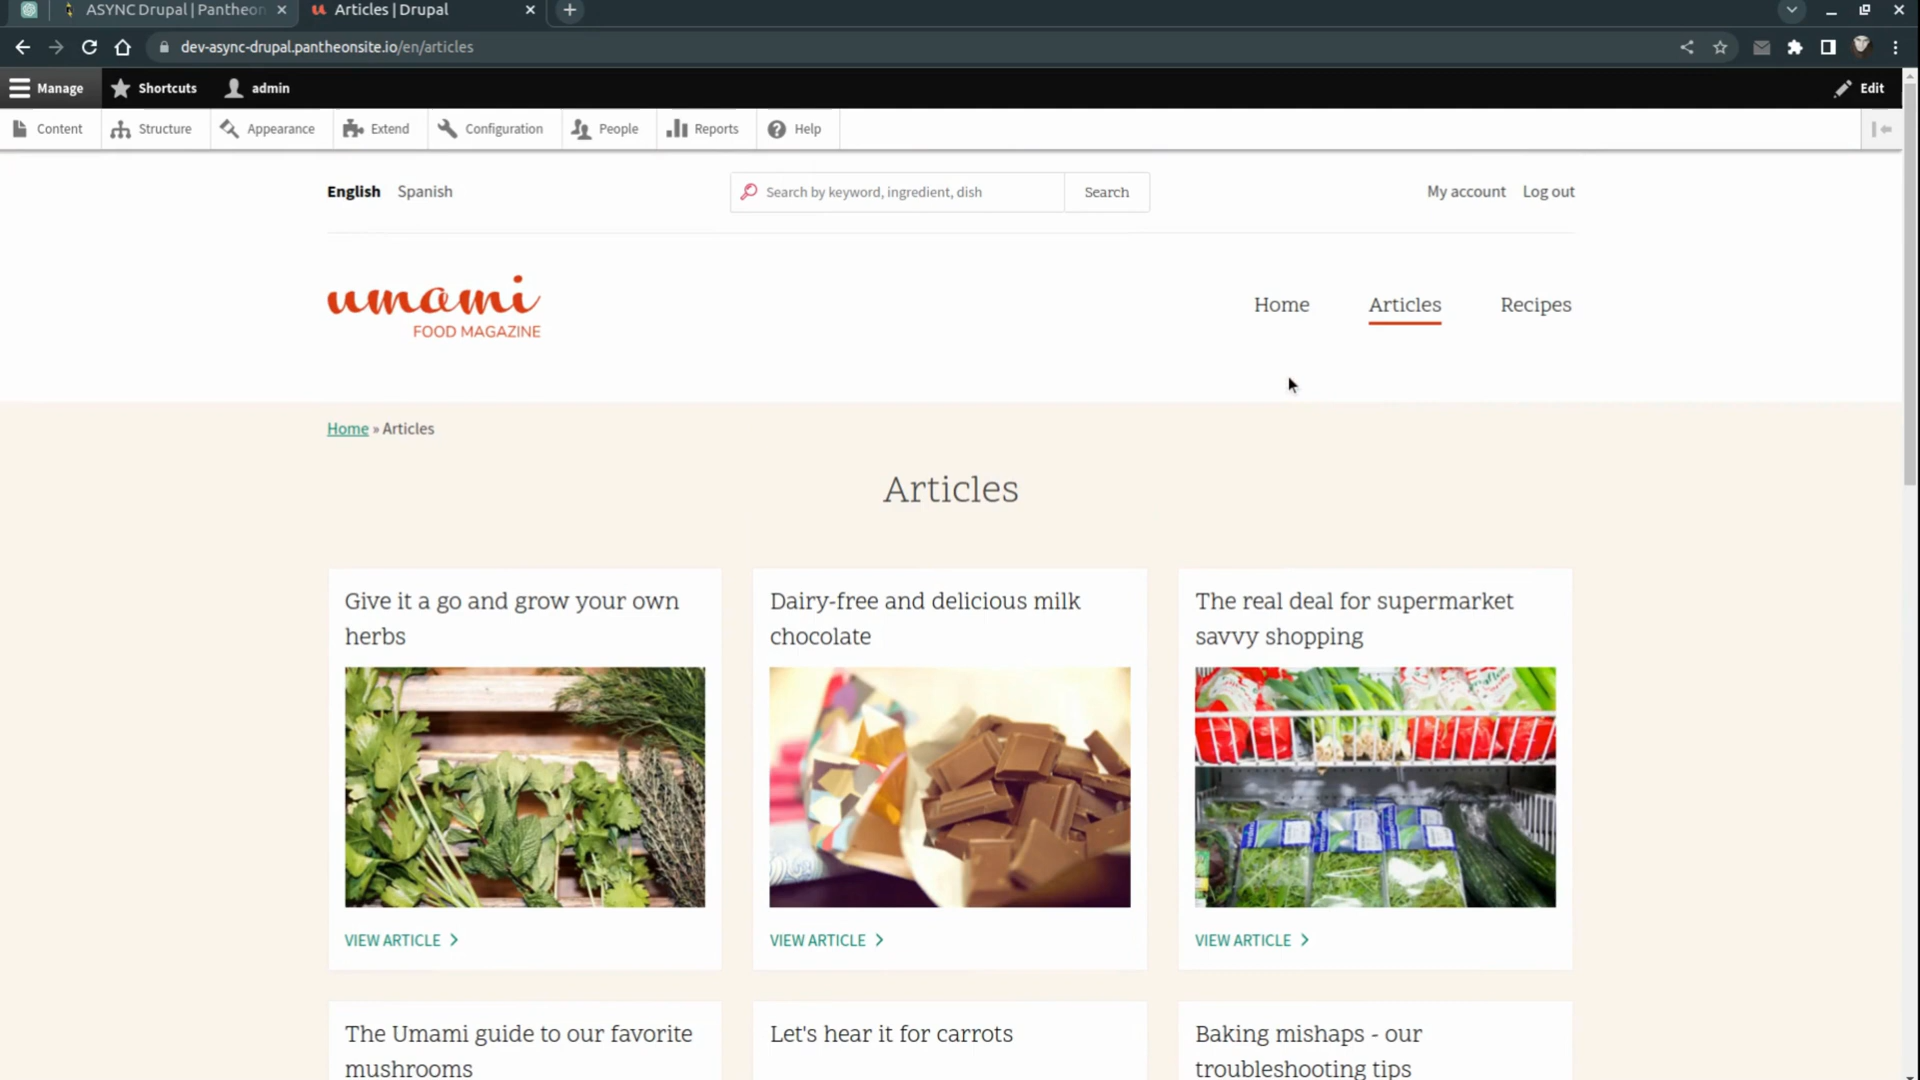 ASYNC Drupal | Pantheon
Articles | Drupal
dev-async-drupal.pantheonsite.io/en/articles
Manage
Shortcuts
admin
Edit
Content
Structure
Appearance
Extend
Configuration
People
Reports
Help
English
Spanish
Search by keyword, ingredient, dish
Search
My account
Log out
umami
FOOD MAGAZINE
Home
Articles
Recipes
Home » Articles
Articles
Give it a go and grow your own
herbs
VIEW ARTICLE
Dairy-free and delicious milk
chocolate
VIEW ARTICLE
The real deal for supermarket
savvy shopping
VIEW ARTICLE
The Umami guide to our favorite
mushrooms
Let's hear it for carrots
Baking mishaps - our
troubleshooting tips